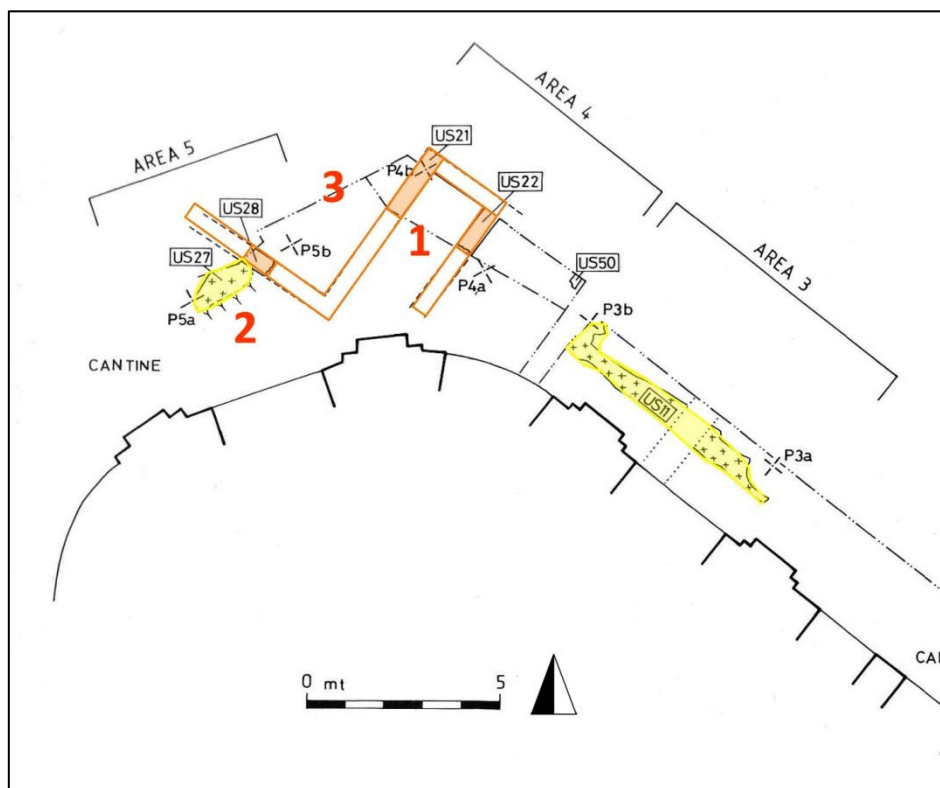 AREA 4
AREA 5
AREA 3
US21
P4b
3
US22
US28
1
P5b
US27
P4a
US50
P5a
2
P3b
CANTINE
US11
P3a
CAI
0 mt 5